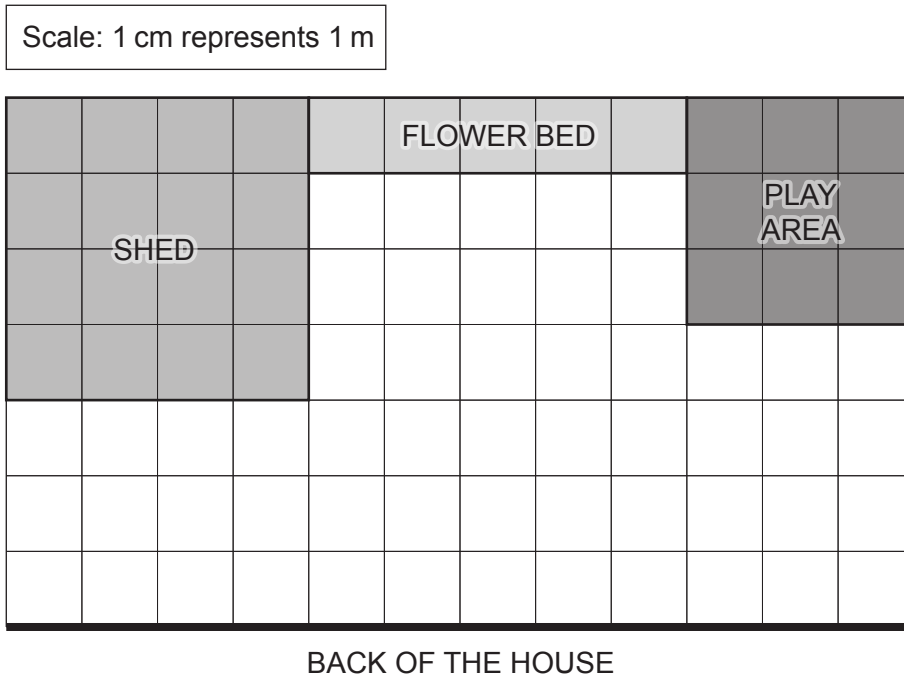 Scale: 1 cm represents 1 m
FLOWER BED
PLAY
AREA
SHED
BACK OF THE HOUSE